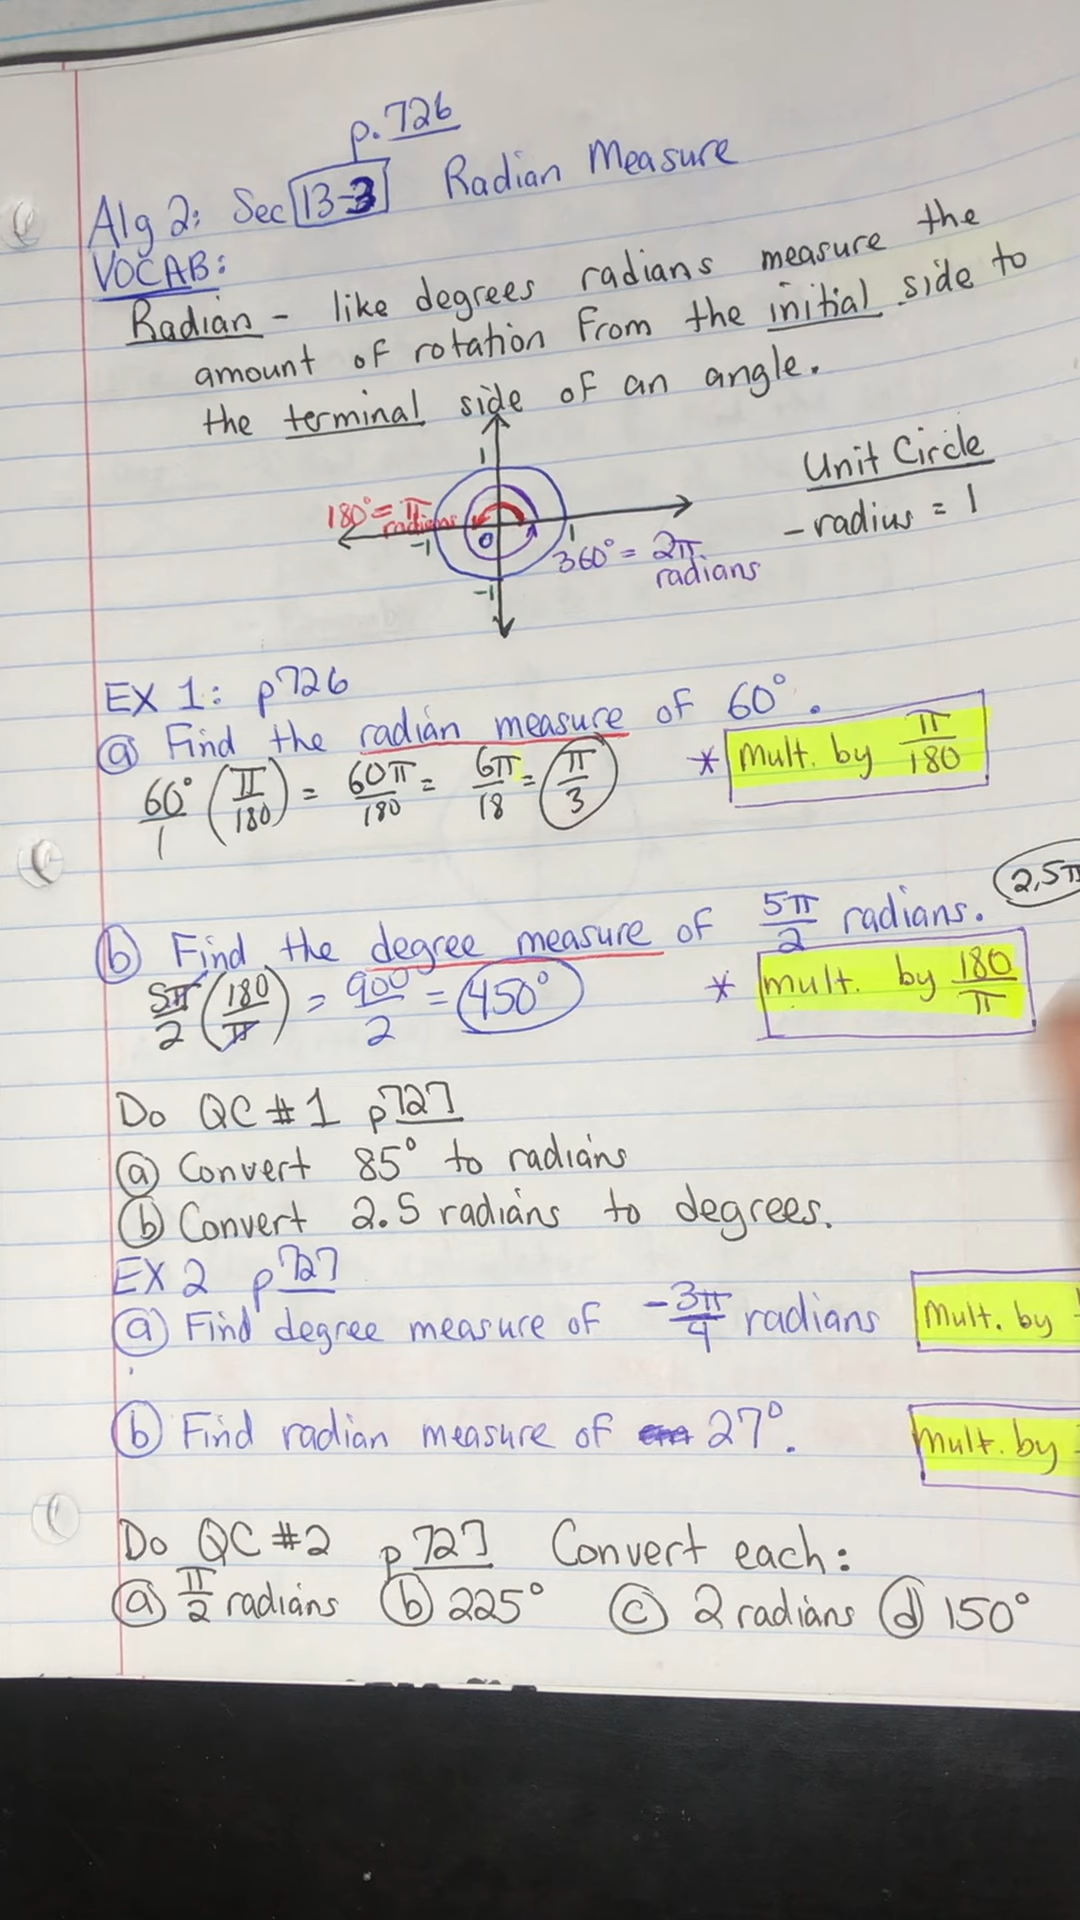 p. 726
Alg 2: Sec 13-3 Radian Measure
VOCAB:
Radian - like degrees radians measure the
amount of rotation from the initial side to
the terminal side of an angle.
1
Unit Circle
- radius = 1
180° = π
radians
-1
0
1
360° = 2π
radians
-1
EX 1: p726
ⓐ Find the radian measure of 60°.
60°/1 (π/180) = 60π/180 = 6π/18 = π/3
* Mult. by π/180
2.5π
ⓑ Find the degree measure of 5π/2 radians.
5π/2 (180/π) = 900/2 = 450°
* mult. by 180/π
Do QC #1 p727
ⓐ Convert 85° to radians
ⓑ Convert 2.5 radians to degrees.
EX 2 p727
ⓐ Find degree measure of -3π/4 radians
Mult. by
ⓑ Find radian measure of 27°.
Mult. by
Do QC #2 p727 Convert each:
ⓐ π/2 radians ⓑ 225° ⓒ 2 radians ⓓ 150°